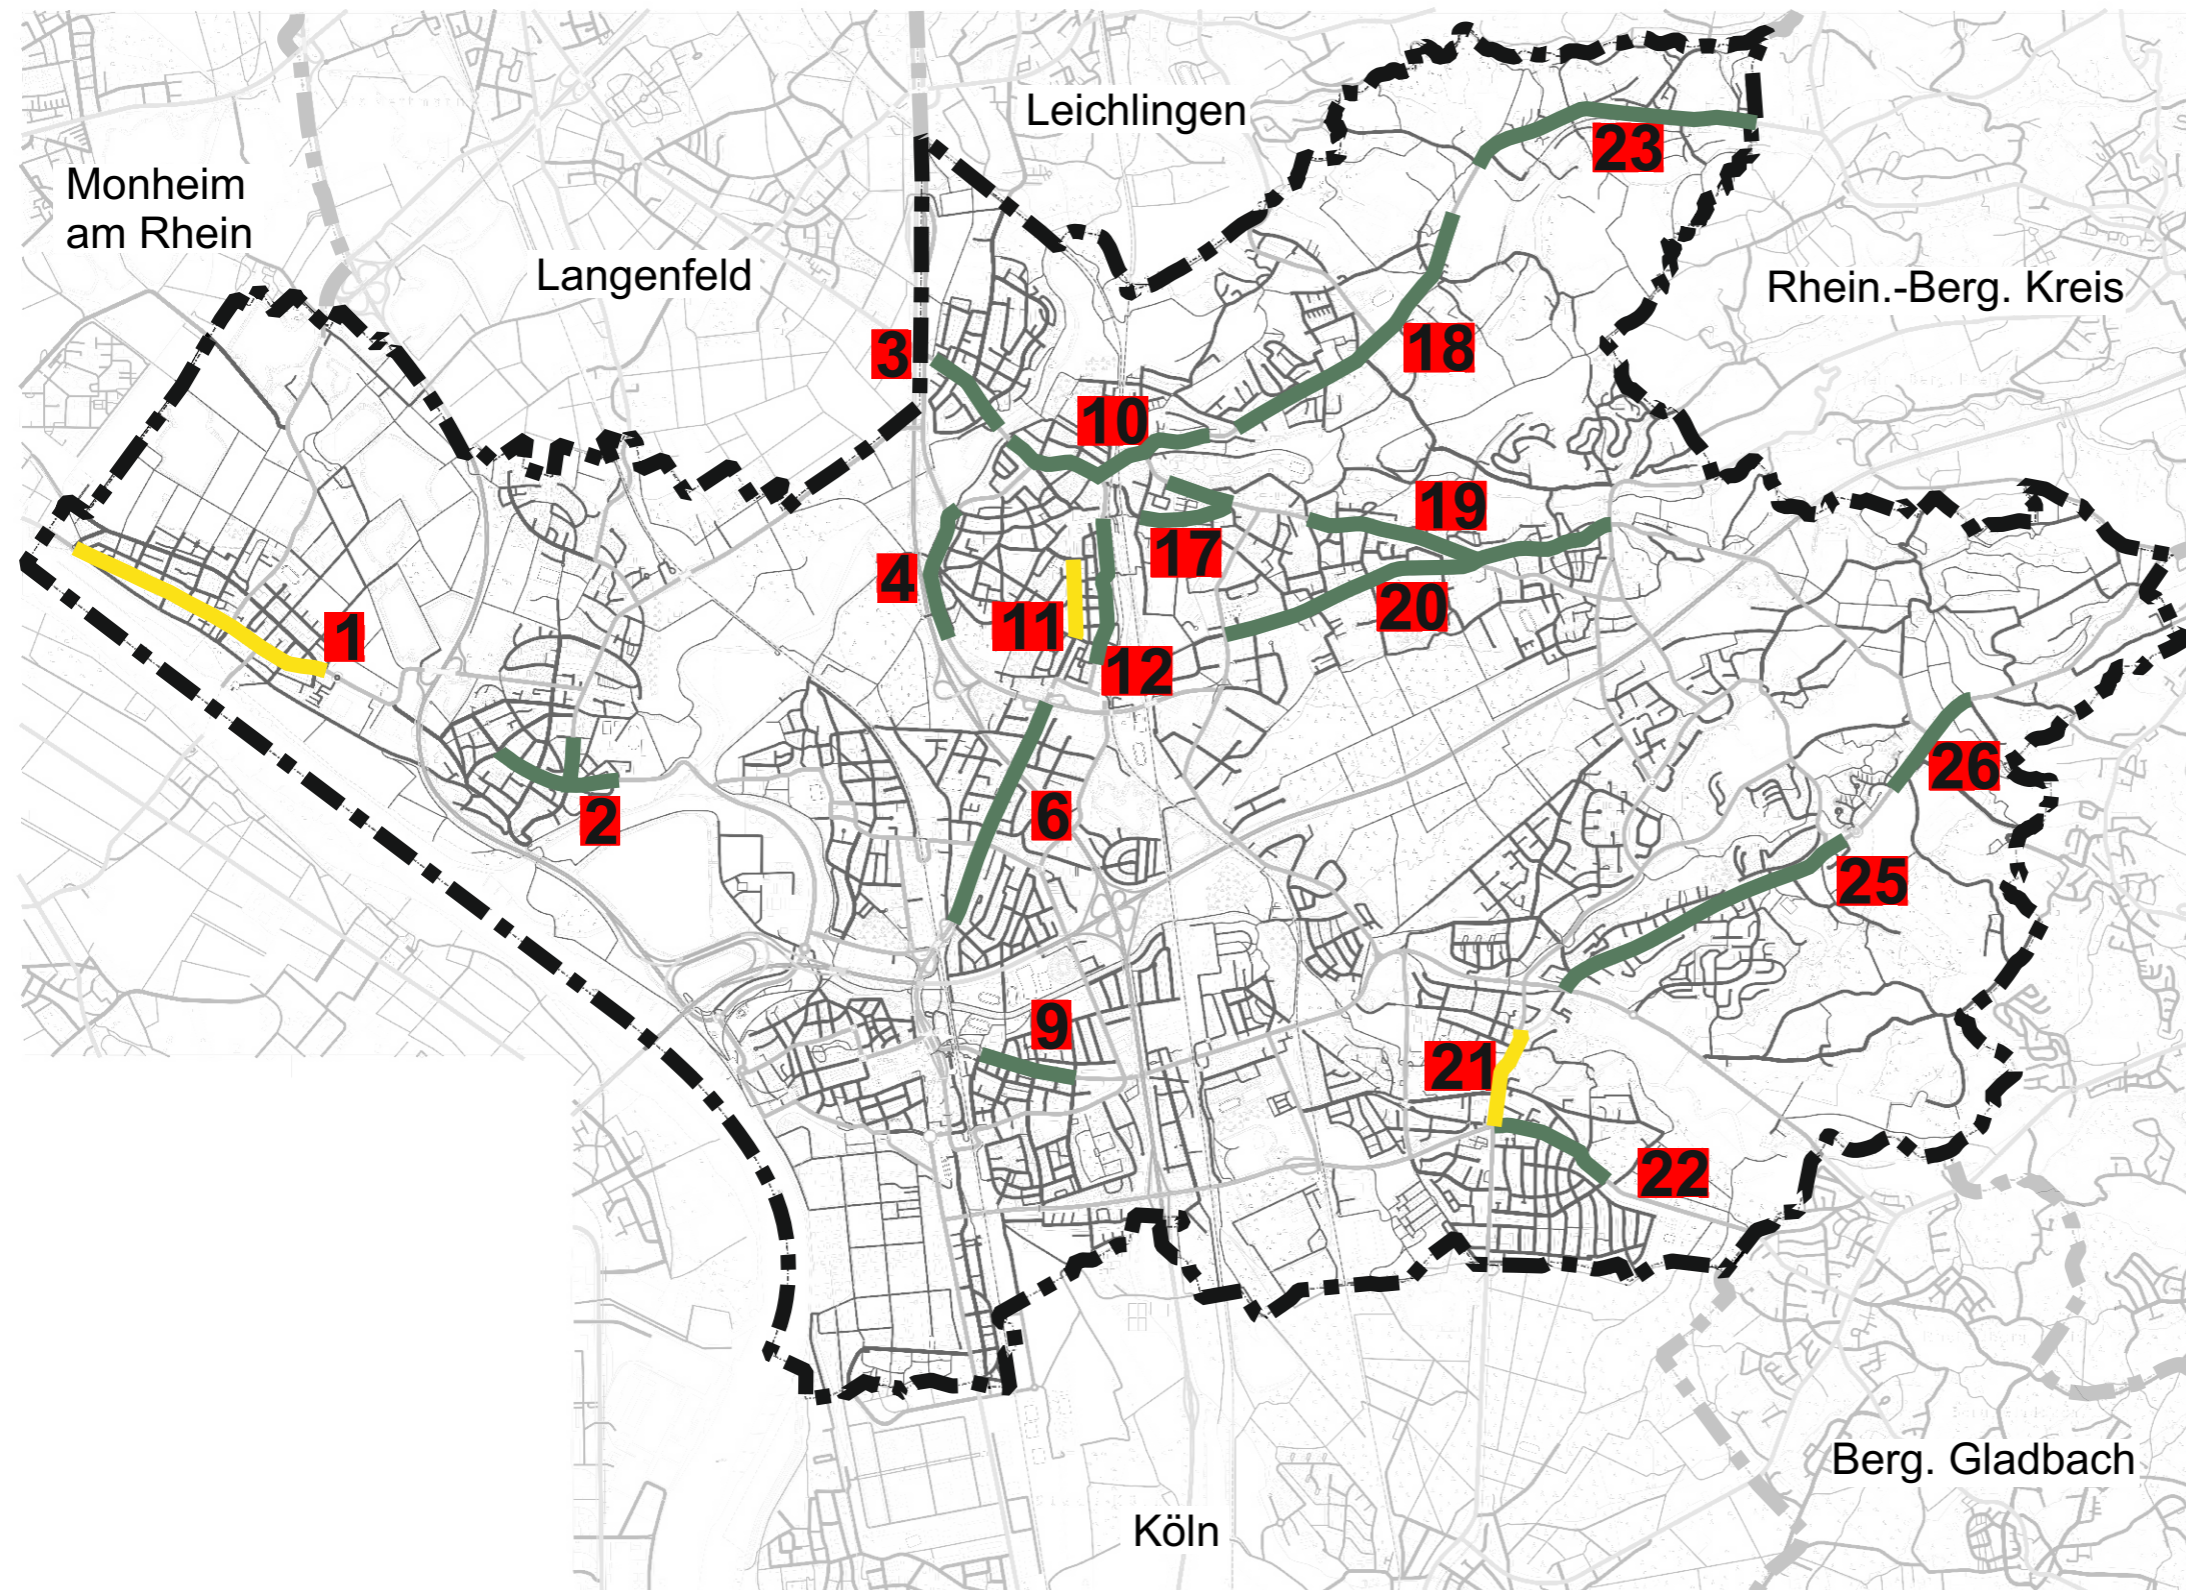 Leichlingen
23
Monheim
am Rhein
Langenfeld
Rhein.-Berg. Kreis
3
18
10
19
4
17
11
20
1
12
2
6
26
25
9
21
22
Berg. Gladbach
Köln